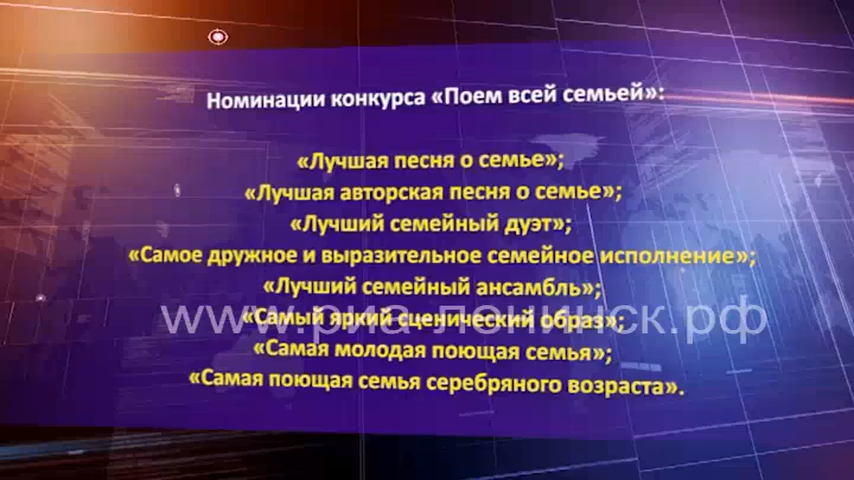 Номинации конкурса «Поем всей семьей»:
«Лучшая песня о семье»;
«Лучшая авторская песня о семье»;
«Лучший семейный дуэт»;
«Самое дружное и выразительное семейное исполнение»;
«Лучший семейный ансамбль»;
«Самый яркий сценический образ»;
www.риа-ленинск.рф
«Самая молодая поющая семья»;
«Самая поющая семья серебряного возраста».